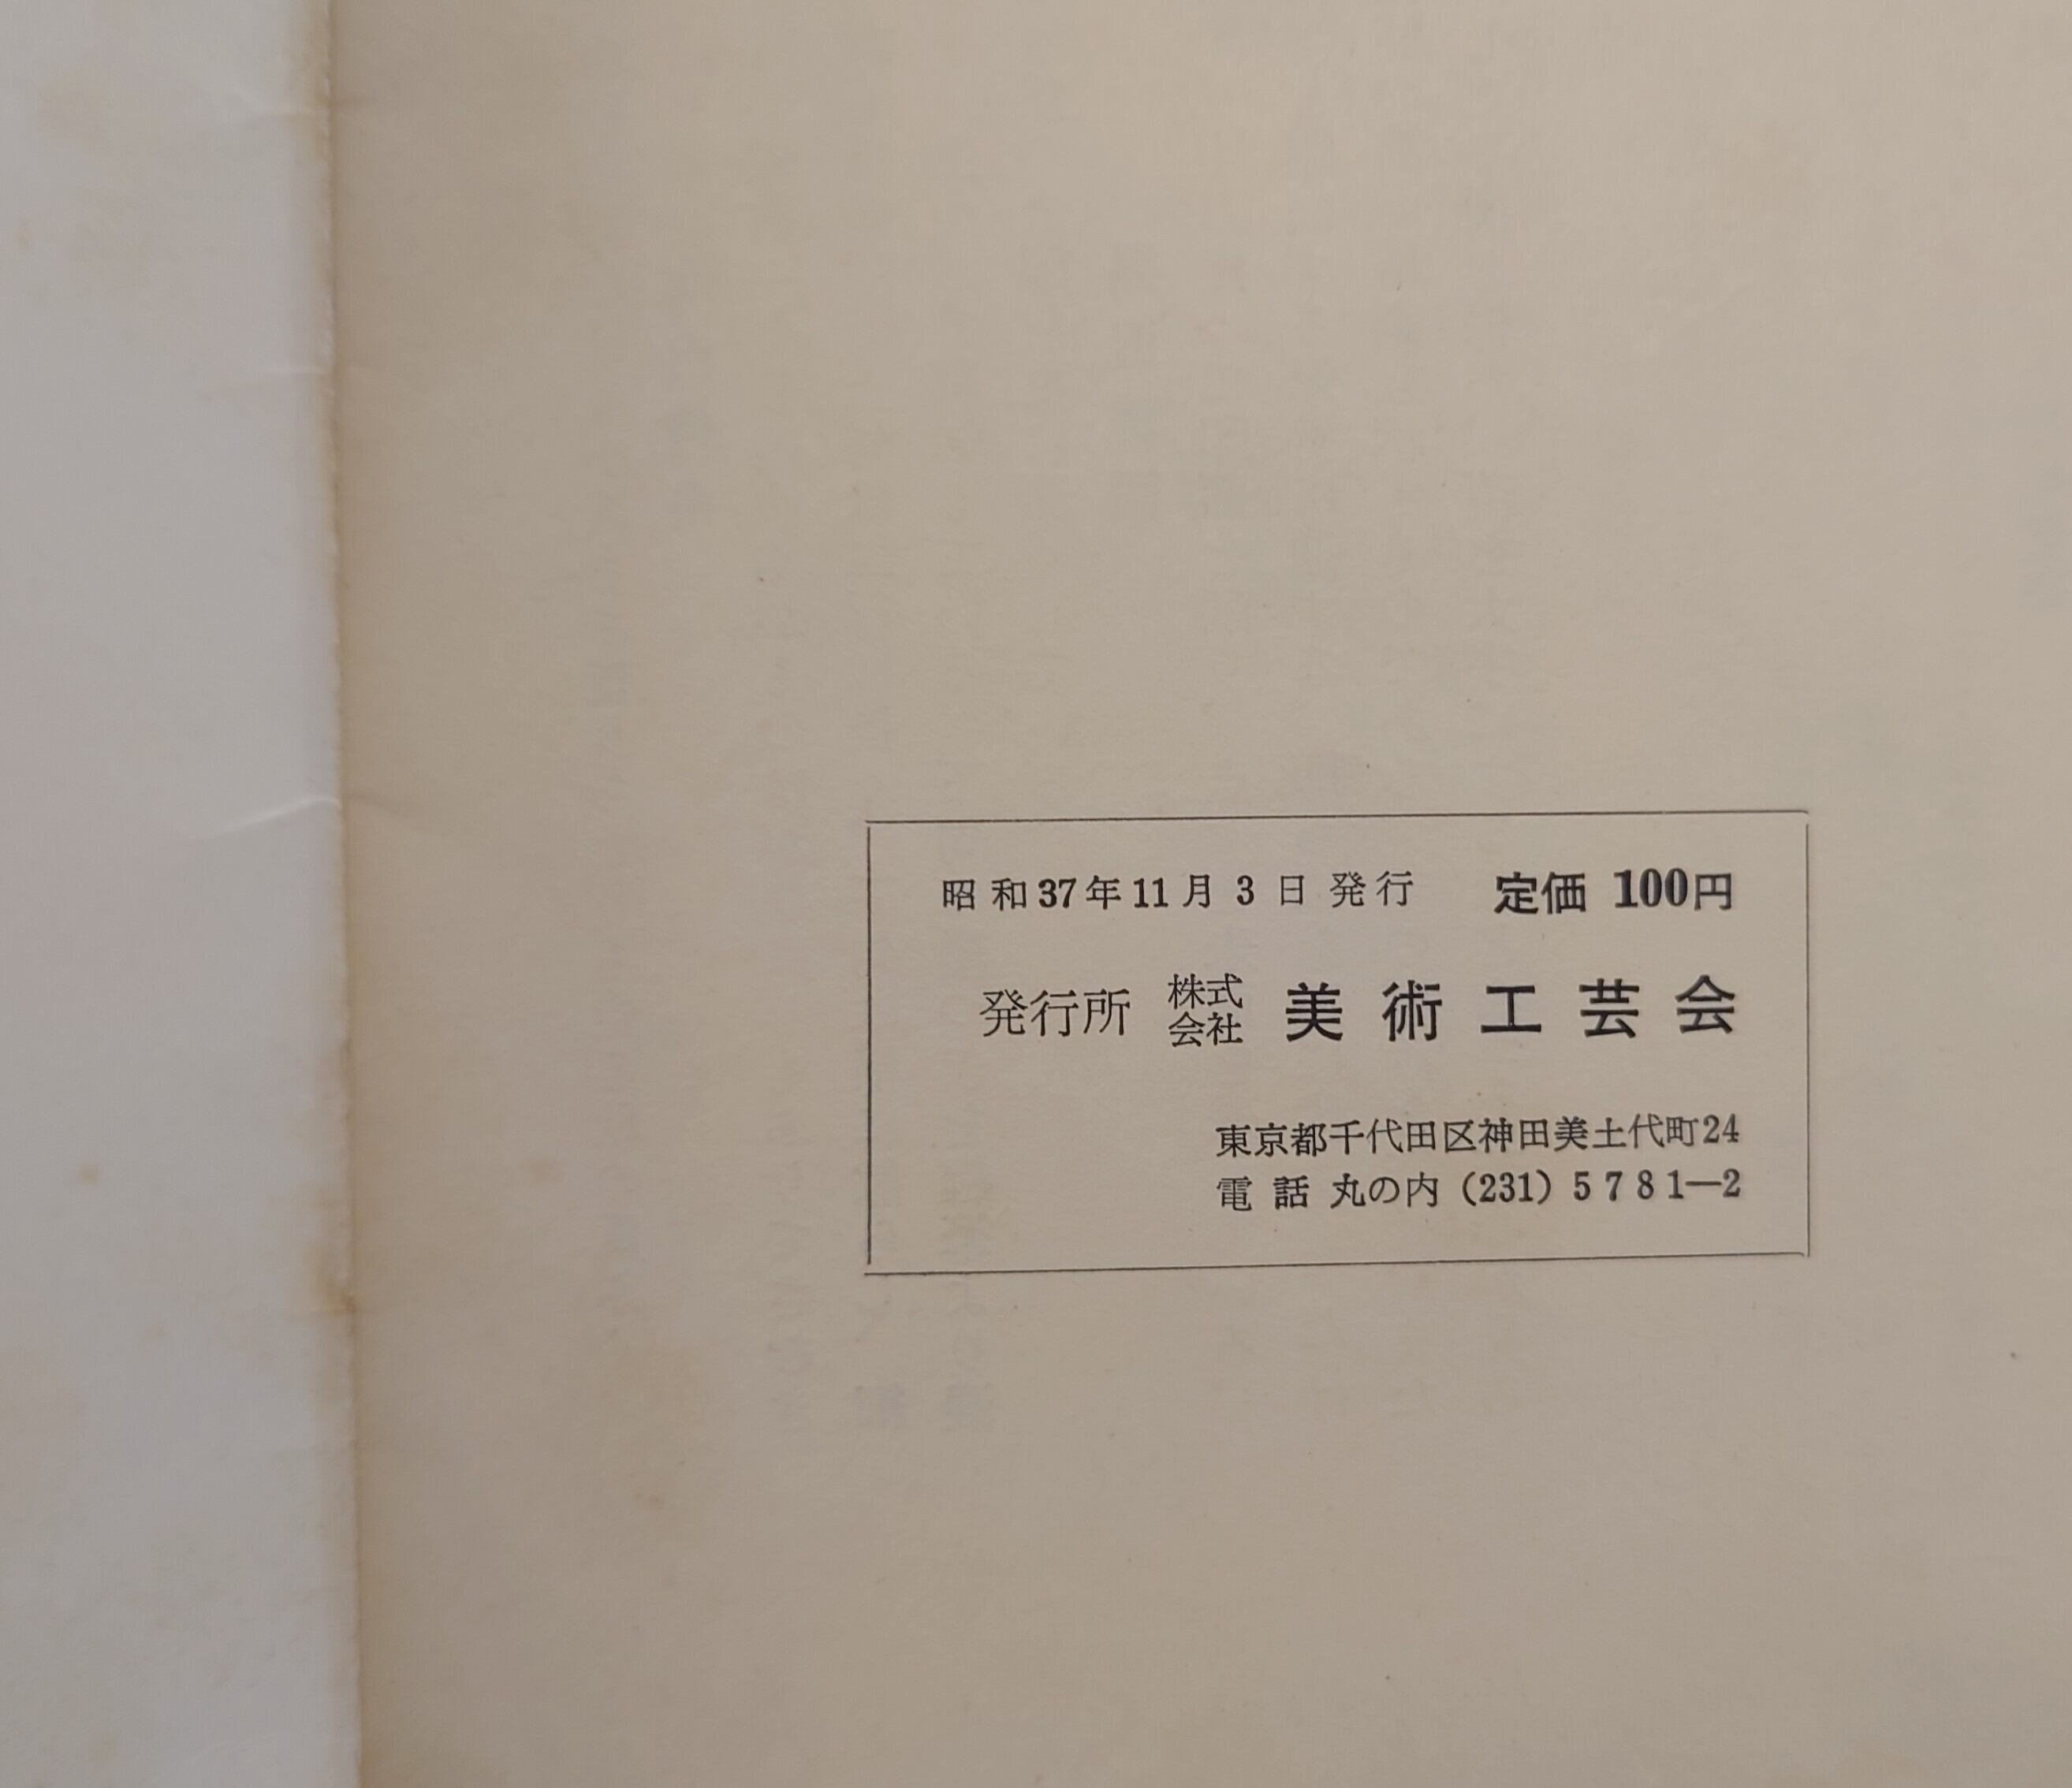 昭和37年11月3日発行 定価 100円
発行所 株式会社 美術工芸会
東京都千代田区神田美土代町24
電話 丸の内 (231) 5781—2